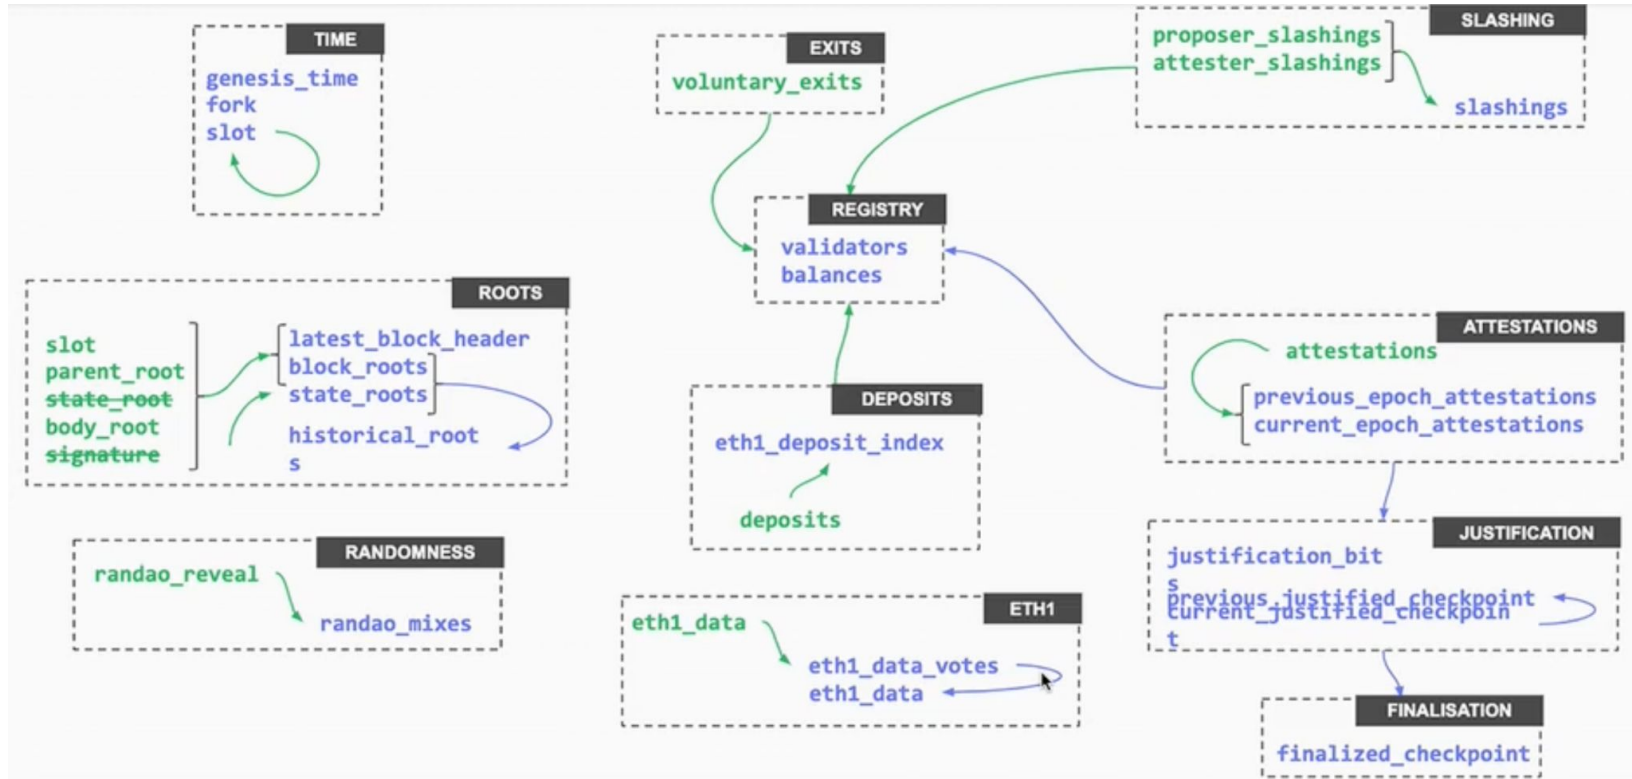 TIME
genesis_time
fork
slot
EXITS
voluntary_exits
SLASHING
proposer_slashings
attester_slashings
slashings
REGISTRY
validators
balances
ROOTS
slot
parent_root
state_root
body_root
signature
latest_block_header
block_roots
state_roots
historical_root
s
DEPOSITS
eth1_deposit_index
deposits
ATTESTATIONS
attestations
previous_epoch_attestations
current_epoch_attestations
RANDOMNESS
randao_reveal
randao_mixes
ETH1
eth1_data
eth1_data_votes
eth1_data
JUSTIFICATION
justification_bit
s
previous_justified_checkpoint
current_justified_checkpoin
t
FINALISATION
finalized_checkpoint